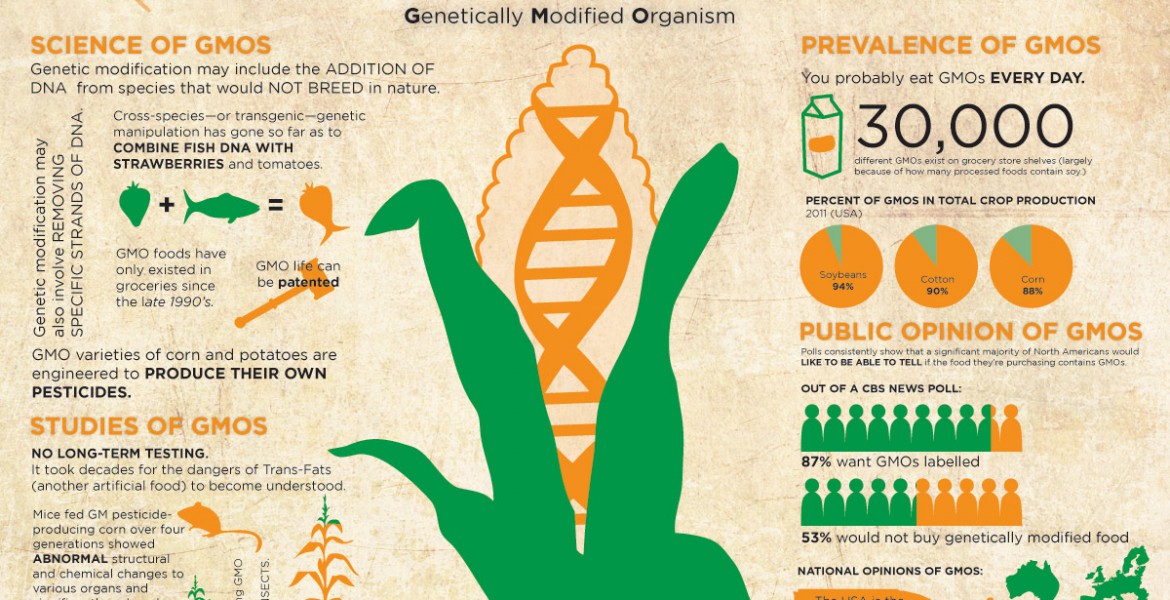 Genetically Modified Organism
SCIENCE OF GMOS
Genetic modification may include the ADDITION OF
DNA from species that would NOT BREED in nature.
Genetic modification may
also involve REMOVING
SPECIFIC STRANDS OF DNA.
Cross-species—or transgenic—genetic
manipulation has gone so far as to
COMBINE FISH DNA WITH
STRAWBERRIES and tomatoes.
+ =
GMO foods have
only existed in
groceries since
the late 1990's.
GMO life can
be patented
GMO varieties of corn and potatoes are
engineered to PRODUCE THEIR OWN
PESTICIDES.
STUDIES OF GMOS
NO LONG-TERM TESTING.
It took decades for the dangers of Trans-Fats
(another artificial food) to become understood.
Mice fed GM pesticide-
producing corn over four
generations showed
ABNORMAL structural
and chemical changes to
various organs and
GMO
INSECTS.
PREVALENCE OF GMOS
You probably eat GMOs EVERY DAY.
30,000
different GMOs exist on grocery store shelves (largely
because of how many processed foods contain soy.)
PERCENT OF GMOS IN TOTAL CROP PRODUCTION
2011 (USA)
Soybeans
94%
Cotton
90%
Corn
88%
PUBLIC OPINION OF GMOS
Polls consistently show that a significant majority of North Americans would
LIKE TO BE ABLE TO TELL if the food they're purchasing contains GMOs.
OUT OF A CBS NEWS POLL:
87% want GMOs labelled
53% would not buy genetically modified food
NATIONAL OPINIONS OF GMOS:
The USA is the